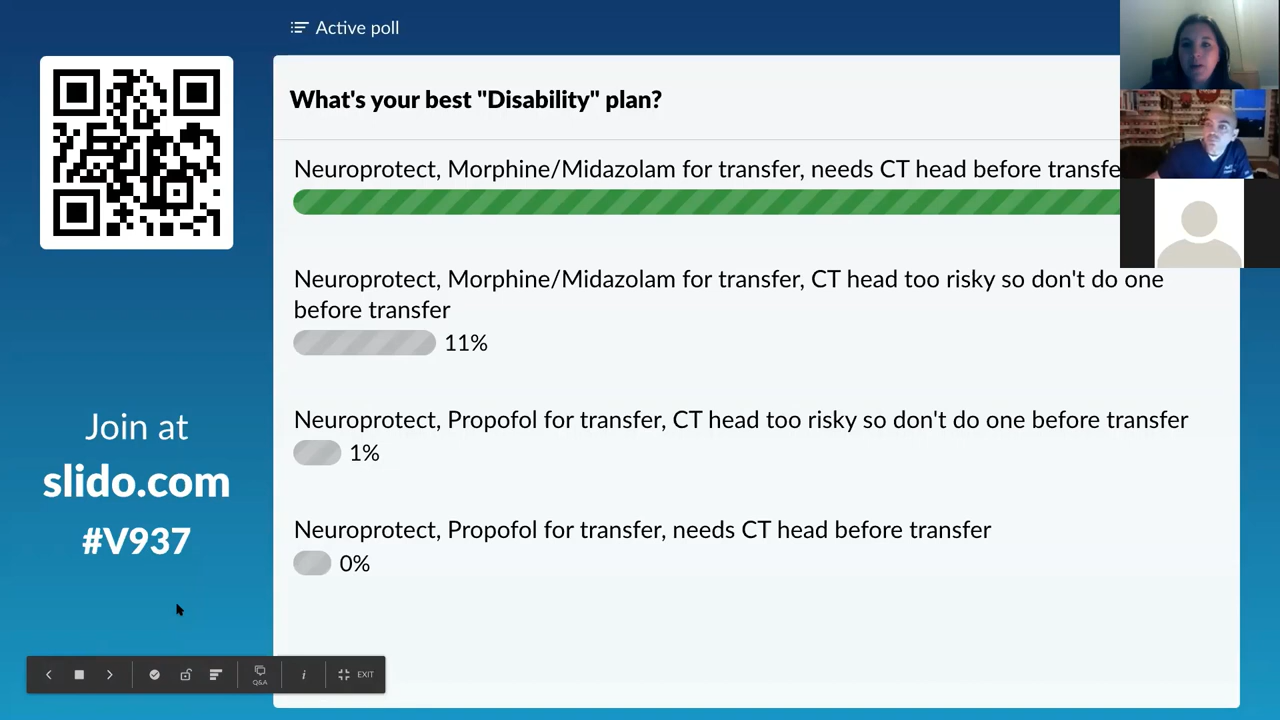 Active poll
What's your best "Disability" plan?
Neuroprotect, Morphine/Midazolam for transfer, needs CT head before transfe
Neuroprotect, Morphine/Midazolam for transfer, CT head too risky so don't do one
before transfer
11%
Neuroprotect, Propofol for transfer, CT head too risky so don't do one before transfer
1%
Neuroprotect, Propofol for transfer, needs CT head before transfer
0%
Join at
slido.com
#V937
Q&A
i
EXIT